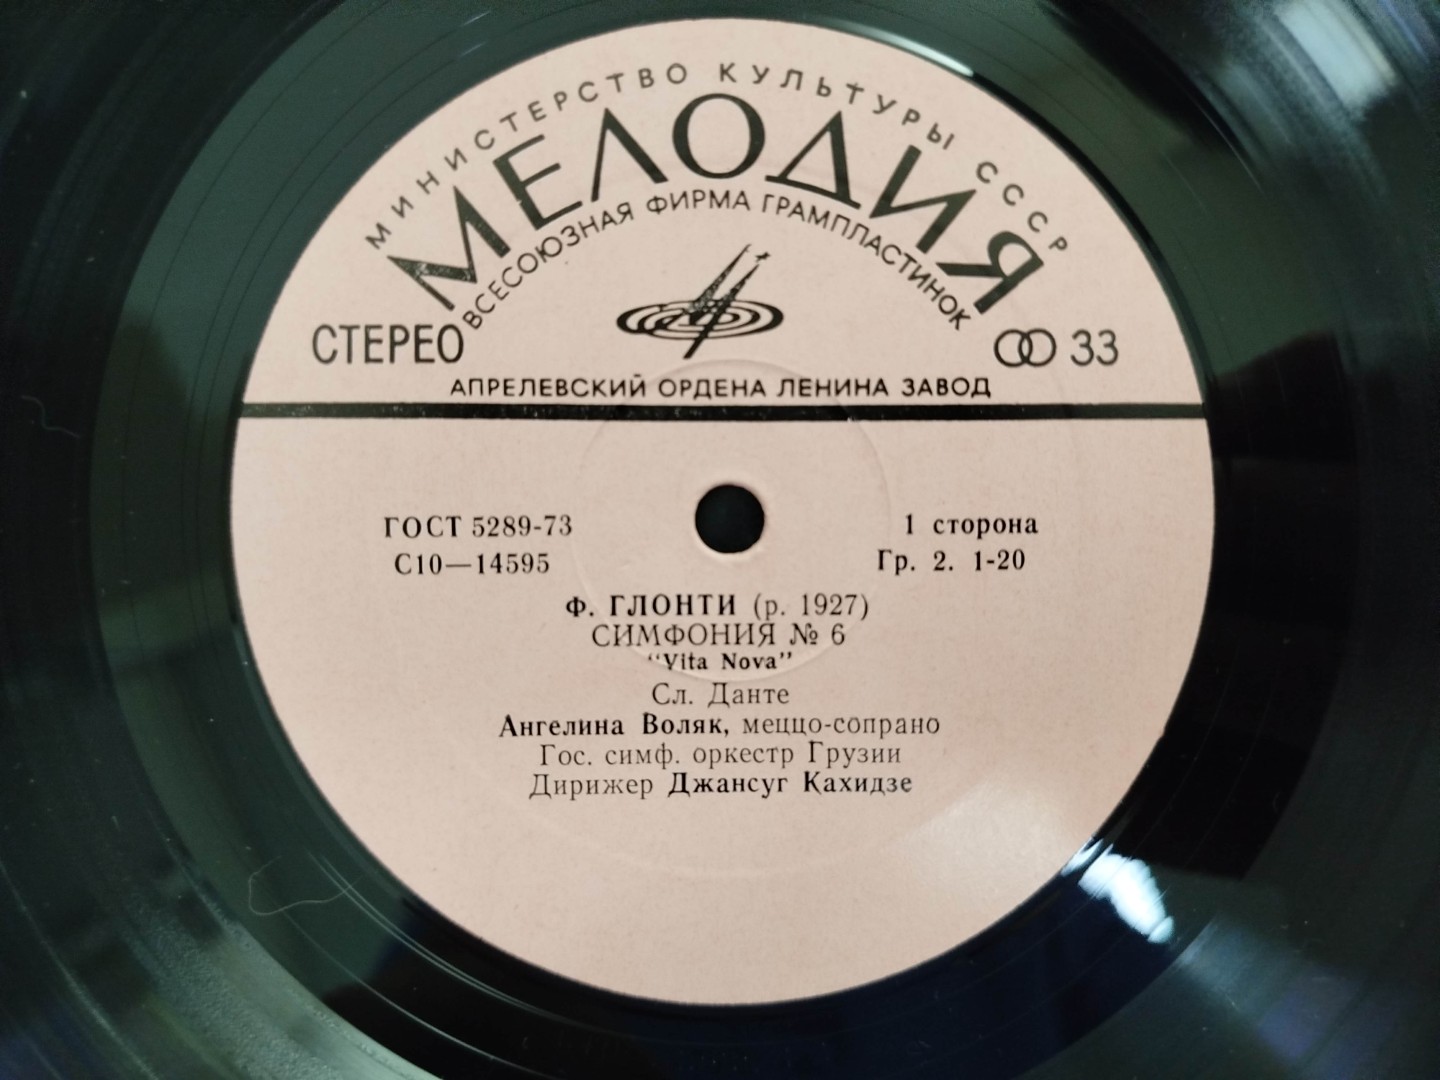 МИНИСТЕРСТВО КУЛЬТУРЫ СССР
МЕЛОДИЯ
ВСЕСОЮЗНАЯ ФИРМА ГРАМПЛАСТИНОК
СТЕРЕО
33
АПРЕЛЕВСКИЙ ОРДЕНА ЛЕНИНА ЗАВОД
ГОСТ 5289-73
1 сторона
С10—14595
Гр. 2. 1-20
Ф. ГЛОНТИ (р. 1927)
СИМФОНИЯ № 6
"Vita Nova"
Сл. Данте
Ангелина Воляк, меццо-сопрано
Гос. симф. оркестр Грузии
Дирижер Джансуг Кахидзе